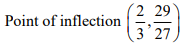 Point of inflection (2/3, 29/27)